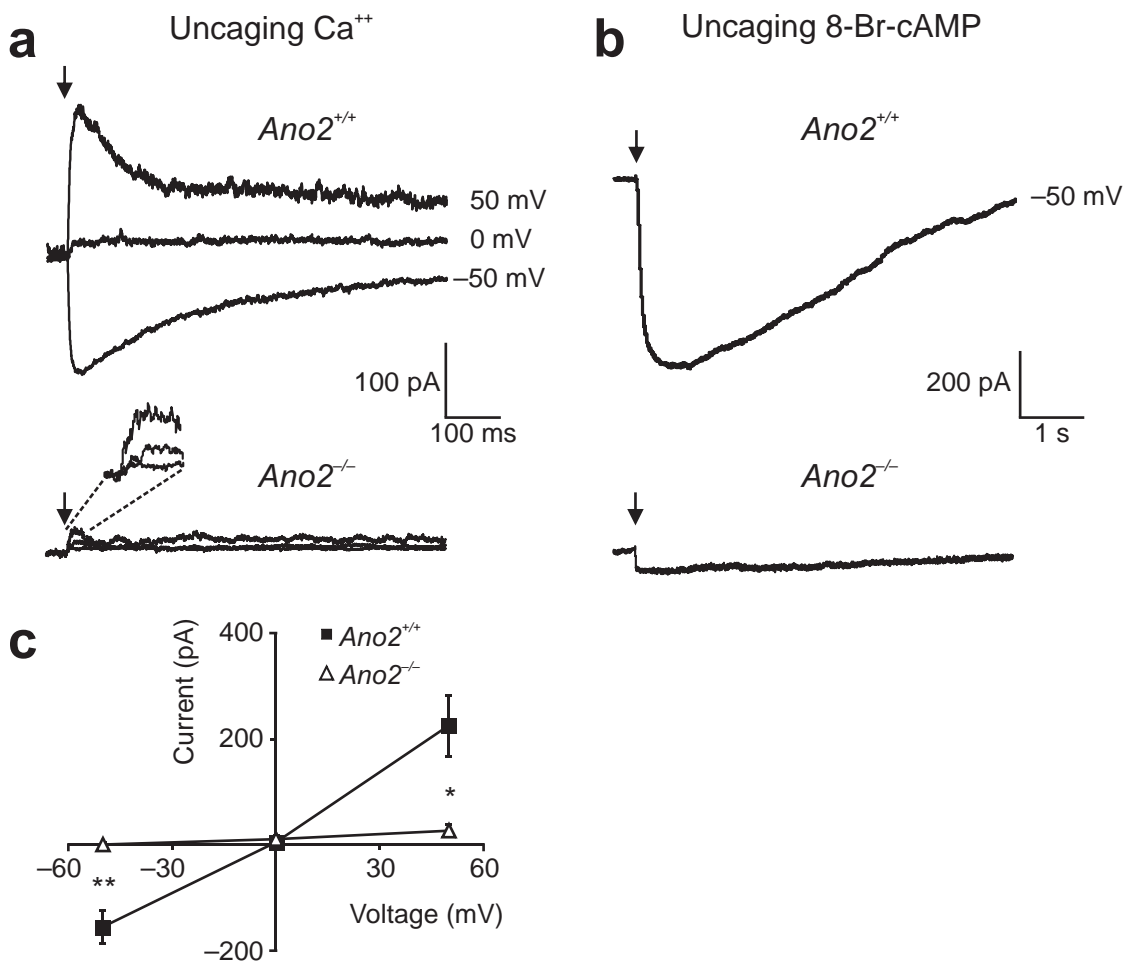 a
Uncaging Ca++
Ano2+/+
50 mV
0 mV
–50 mV
100 pA
100 ms
Ano2–/–
b
Uncaging 8-Br-cAMP
Ano2+/+
–50 mV
200 pA
1 s
Ano2–/–
c
Current (pA)
400
200
–200
Ano2+/+
Ano2–/–
*
**
–60
–30
30
60
Voltage (mV)